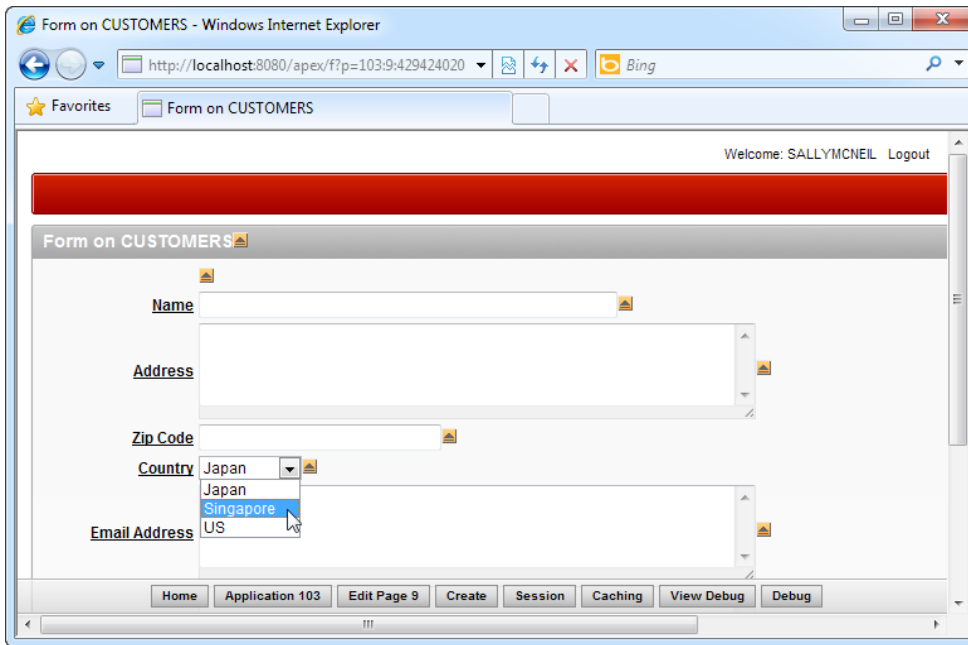 Form on CUSTOMERS - Windows Internet Explorer
http://localhost:8080/apex/f?p=103:9:429424020
Bing
Favorites
Form on CUSTOMERS
Welcome: SALLYMCNEIL Logout
Form on CUSTOMERS
Name
Address
Zip Code
Country Japan
Japan
Singapore
US
Email Address
Home Application 103 Edit Page 9 Create Session Caching View Debug Debug